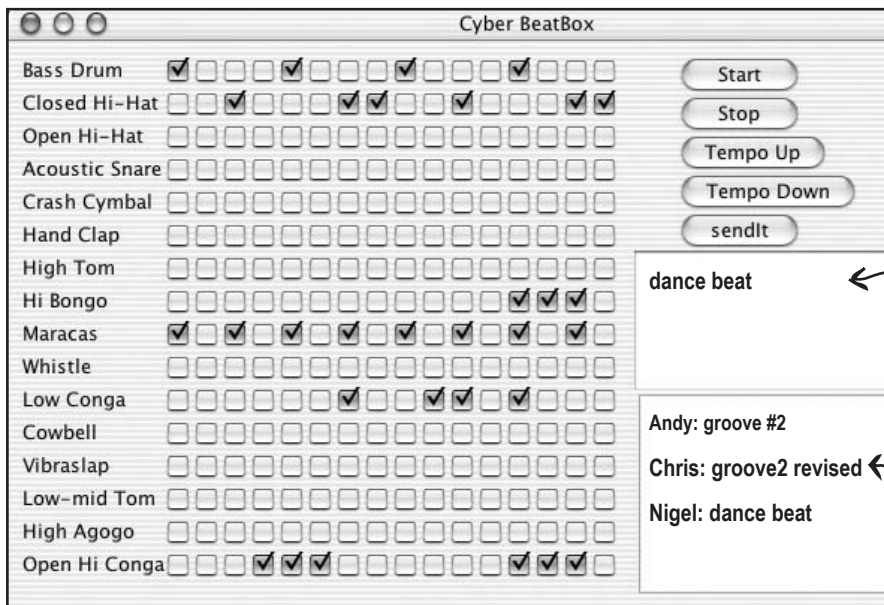 Cyber BeatBox
Bass Drum
Closed Hi-Hat
Open Hi-Hat
Acoustic Snare
Crash Cymbal
Hand Clap
High Tom
Hi Bongo
Maracas
Whistle
Low Conga
Cowbell
Vibraslap
Low-mid Tom
High Agogo
Open Hi Conga
Start
Stop
Tempo Up
Tempo Down
sendIt
dance beat
Andy: groove #2
Chris: groove2 revised
Nigel: dance beat